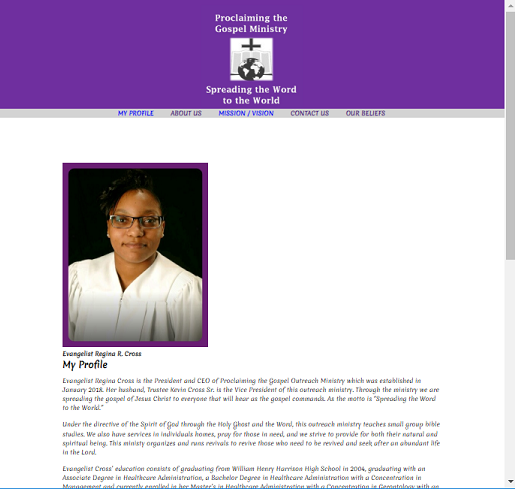 Proclaiming the
Gospel Ministry
Spreading the Word
to the World
MY PROFILE ABOUT US MISSION / VISION CONTACT US OUR BELIEFS
Evangelist Regina R. Cross
My Profile
Evangelist Regina Cross is the President and CEO of Proclaiming the Gospel Outreach Ministry which was established in
January 2018. Her husband, Trustee Kevin Cross Sr. is the Vice President of this outreach ministry. Through the ministry we are
spreading the gospel of Jesus Christ to everyone that will hear as the gospel commands. As the motto is "Spreading the Word
to the World."
Under the directive of the Spirit of God through the Holy Ghost and the Word, this outreach ministry teaches small group bible
studies. We also have services in individuals homes, pray for those in need, and we strive to provide for both their natural and
spiritual being. This ministy organizes and runs revivals to revive those who need to be revived and seek after an abundant life
in the Lord.
Evangelist Cross' education consists of graduating from William Henry Harrison High School in 2004, graduating with an
Associate Degree in Healthcare Administration, a Bachelor Degree in Healthcare Administration with a Concentration in
Management and currently enrolled in her Master's in Healthcare Administration with a Concentration in Gerontology with an